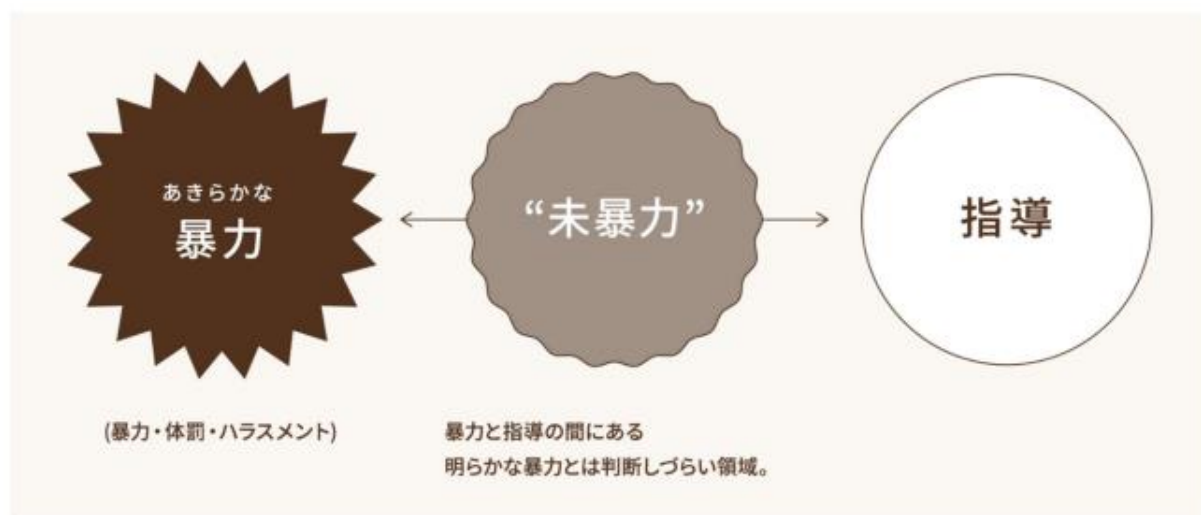 あきらかな
暴力
“未暴力”
指導
(暴力・体罰・ハラスメント)
暴力と指導の間にある
明らかな暴力とは判断しづらい領域。